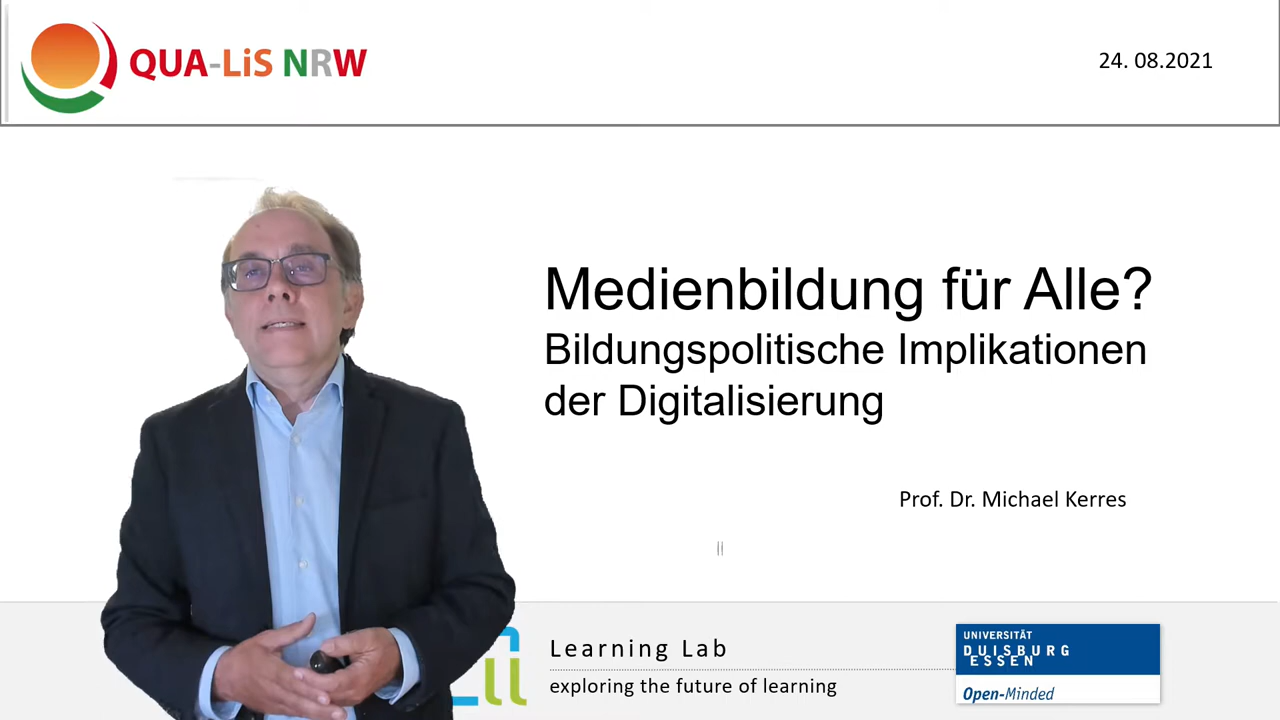 QUA-LiS NRW
24. 08.2021
Medienbildung für Alle?
Bildungspolitische Implikationen
der Digitalisierung
Prof. Dr. Michael Kerres
Learning Lab
exploring the future of learning
UNIVERSITÄT
DUISBURG
ESSEN
Open-Minded